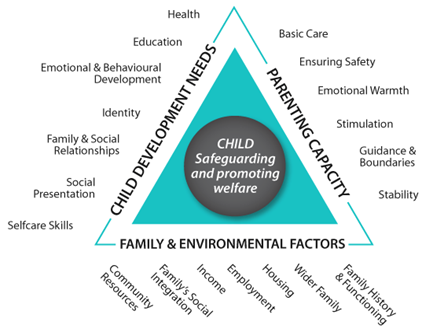 Health
Education
Emotional & Behavioural
Development
Identity
Family & Social
Relationships
Social
Presentation
Selfcare Skills
CHILD DEVELOPMENT NEEDS
CHILD
Safeguarding
and promoting
welfare
PARENTING CAPACITY
Basic Care
Ensuring Safety
Emotional Warmth
Stimulation
Guidance &
Boundaries
Stability
FAMILY & ENVIRONMENTAL FACTORS
Community
Resources
Family's Social
Integration
Income
Employment
Housing
Wider Family
Family History
& Functioning